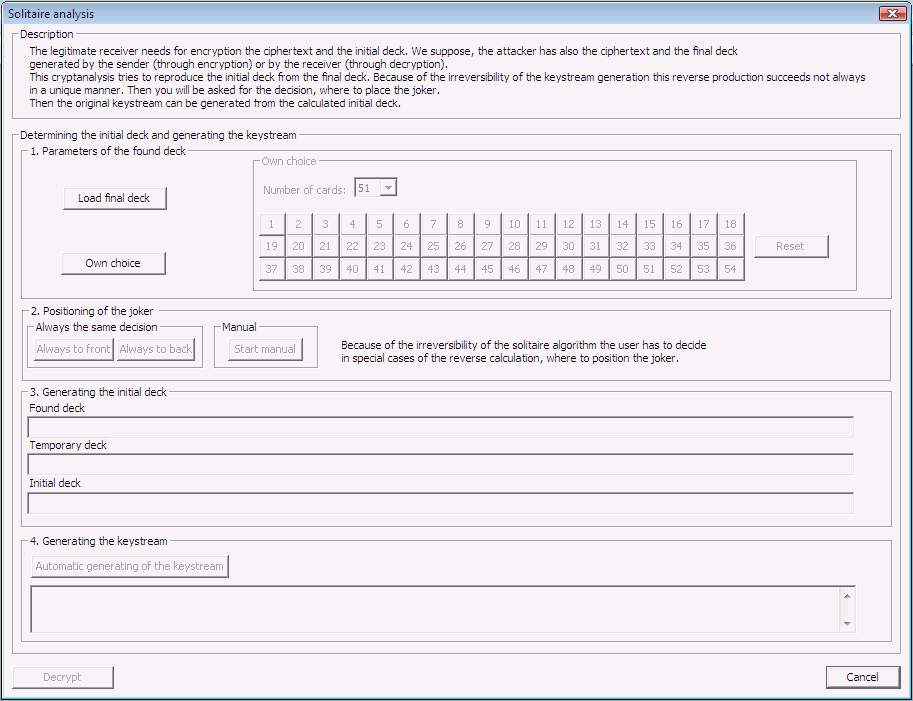 Solitaire analysis
Description
The legitimate receiver needs for encryption the ciphertext and the initial deck. We suppose, the attacker has also the ciphertext and the final deck
generated by the sender (through encryption) or by the receiver (through decryption).
This cryptanalysis tries to reproduce the initial deck from the final deck. Because of the irreversibility of the keystream generation this reverse production succeeds not always
in a unique manner. Then you will be asked for the decision, where to place the joker.
Then the original keystream can be generated from the calculated initial deck.
Determining the initial deck and generating the keystream
1. Parameters of the found deck
Load final deck
Own choice
Own choice
Number of cards: 51
1 2 3 4 5 6 7 8 9 10 11 12 13 14 15 16 17 18
19 20 21 22 23 24 25 26 27 28 29 30 31 32 33 34 35 36
37 38 39 40 41 42 43 44 45 46 47 48 49 50 51 52 53 54
Reset
2. Positioning of the joker
Always the same decision
Always to front Always to back
Manual
Start manual
Because of the irreversibility of the solitaire algorithm the user has to decide
in special cases of the reverse calculation, where to position the joker.
3. Generating the initial deck
Found deck
Temporary deck
Initial deck
4. Generating the keystream
Automatic generating of the keystream
Decrypt
Cancel